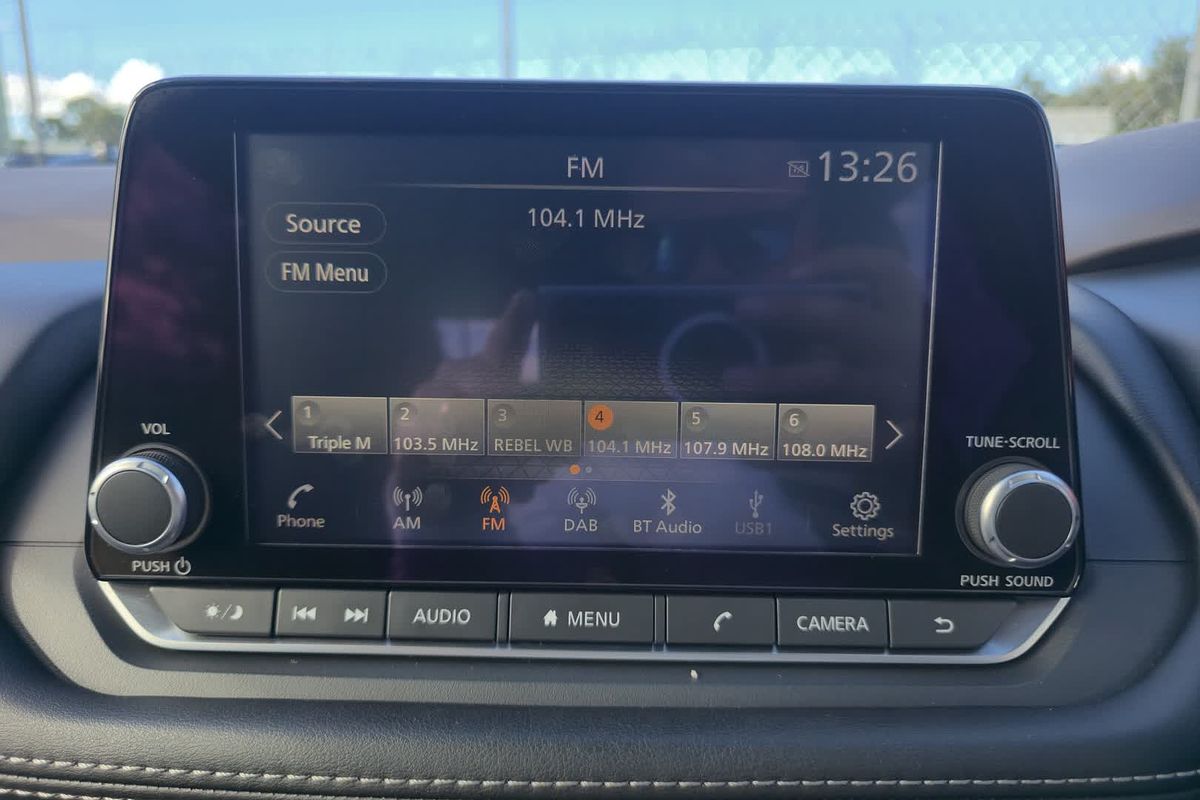 FM
TA
13:26
Source
104.1 MHz
FM Menu
1
2
3
4
5
6
Triple M
103.5 MHz
REBEL WB
104.1 MHz
107.9 MHz
108.0 MHz
VOL
TUNE·SCROLL
Phone
AM
FM
DAB
BT Audio
USB1
Settings
PUSH
PUSH SOUND
AUDIO
MENU
CAMERA